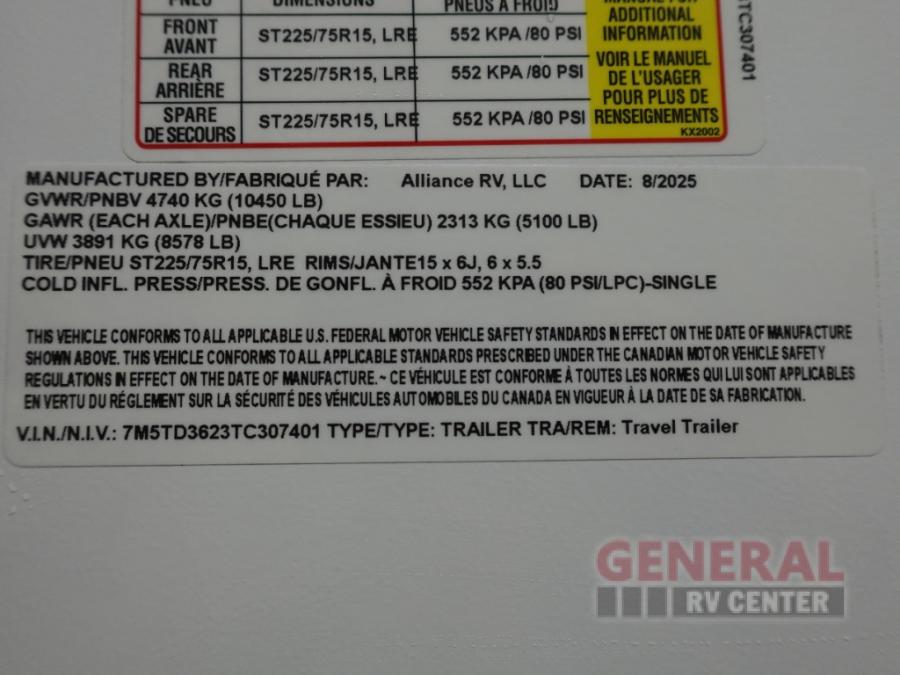 PNEU DIMENSIONS PNEUS A FROID
FRONT
AVANT ST225/75R15, LRE 552 KPA /80 PSI
REAR
ARRIÈRE ST225/75R15, LRE 552 KPA /80 PSI
SPARE
DE SECOURS ST225/75R15, LRE 552 KPA /80 PSI
ADDITIONAL
INFORMATION
VOIR LE MANUEL
DE L'USAGER
POUR PLUS DE
RENSEIGNEMENTS
KX2002
TC307401
MANUFACTURED BY/FABRIQUÉ PAR: Alliance RV, LLC DATE: 8/2025
GVWR/PNBV 4740 KG (10450 LB)
GAWR (EACH AXLE)/PNBE(CHAQUE ESSIEU) 2313 KG (5100 LB)
UVW 3891 KG (8578 LB)
TIRE/PNEU ST225/75R15, LRE RIMS/JANTE15 x 6J, 6 x 5.5
COLD INFL. PRESS/PRESS. DE GONFL. À FROID 552 KPA (80 PSI/LPC)-SINGLE
THIS VEHICLE CONFORMS TO ALL APPLICABLE U.S. FEDERAL MOTOR VEHICLE SAFETY STANDARDS IN EFFECT ON THE DATE OF MANUFACTURE
SHOWN ABOVE. THIS VEHICLE CONFORMS TO ALL APPLICABLE STANDARDS PRESCRIBED UNDER THE CANADIAN MOTOR VEHICLE SAFETY
REGULATIONS IN EFFECT ON THE DATE OF MANUFACTURE.~ CE VÉHICULE EST CONFORME À TOUTES LES NORMES QUI LUI SONT APPLICABLES
EN VERTU DU RÉGLEMENT SUR LA SÉCURITÉ DES VÉHICULES AUTOMOBILES DU CANADA EN VIGUEUR À LA DATE DE SA FABRICATION.
V.I.N./N.I.V.: 7M5TD3623TC307401 TYPE/TYPE: TRAILER TRA/REM: Travel Trailer
GENERAL
RV CENTER